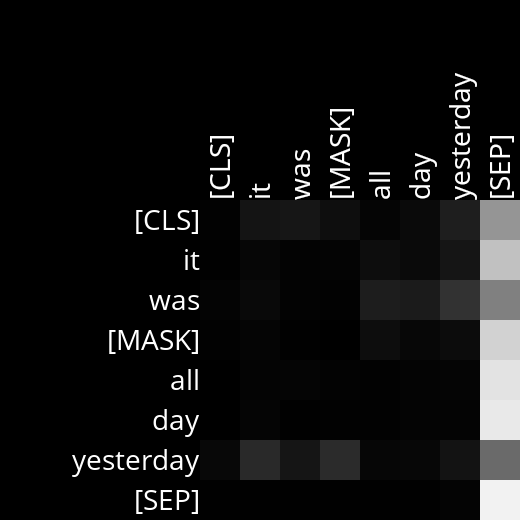 [CLS] it was [MASK] all day yesterday [SEP]
[CLS]
it
was
[MASK]
all
day
yesterday
[SEP]